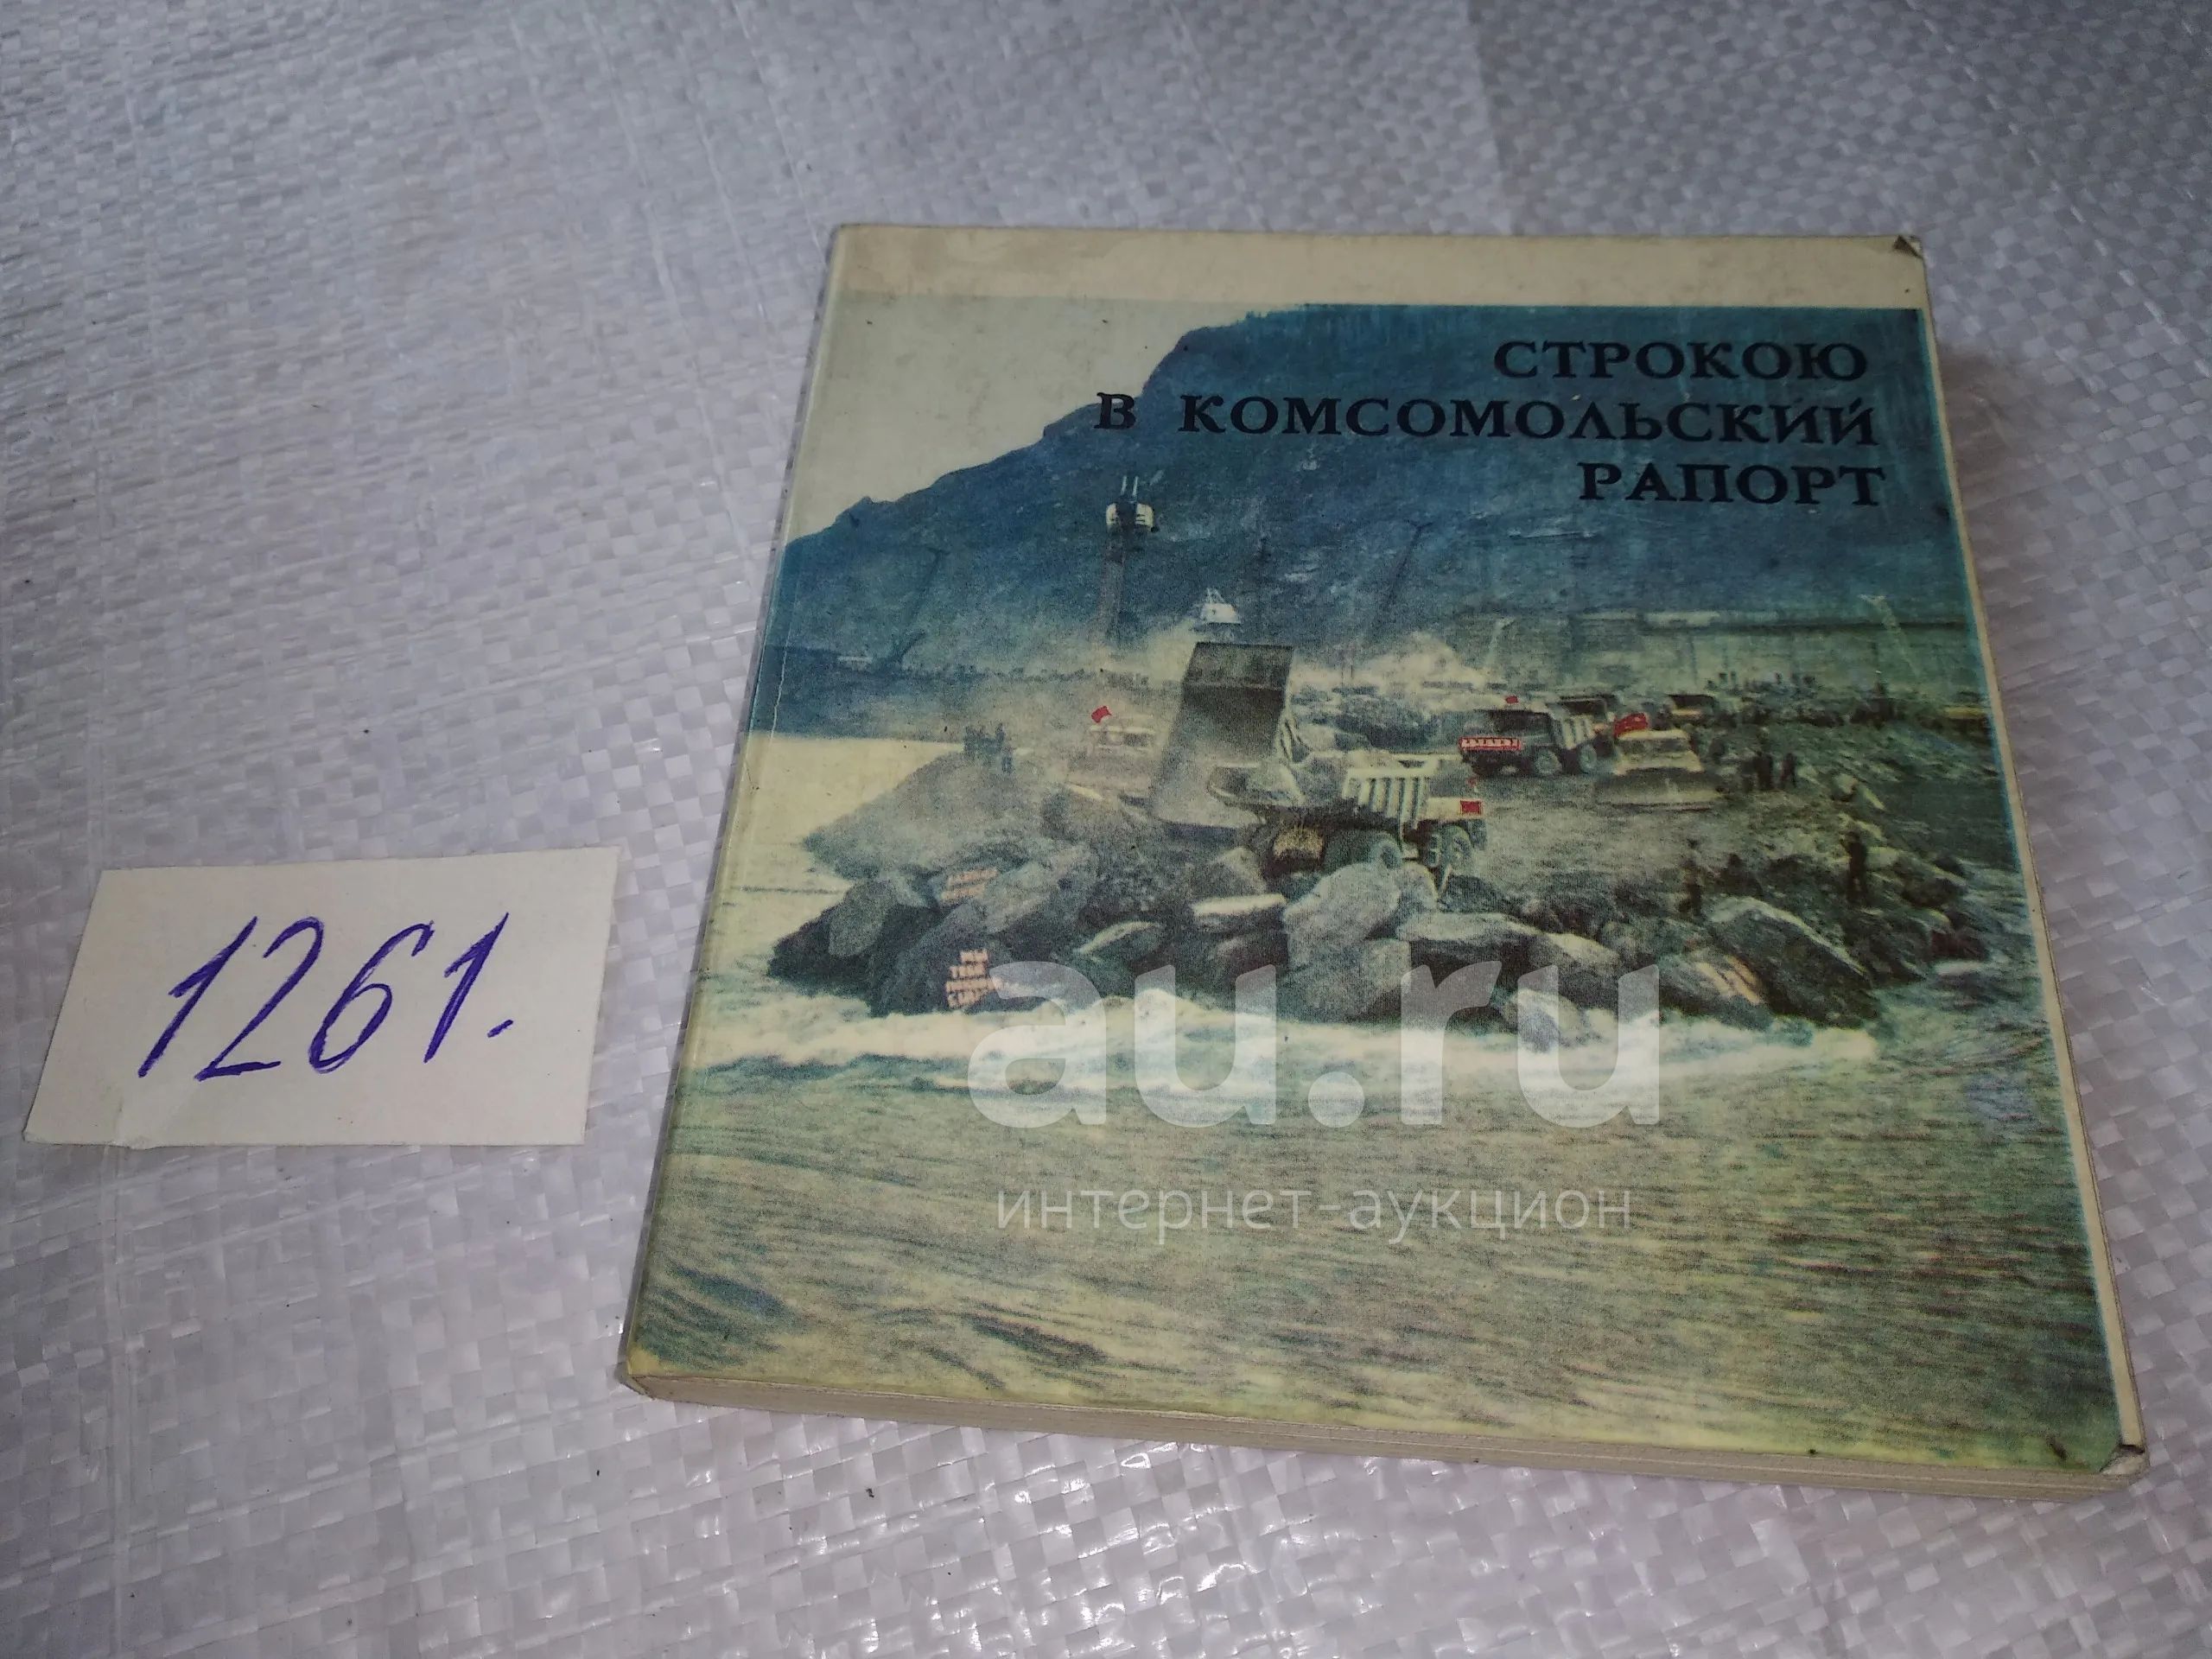 СТРОКОЮ
В КОМСОМОЛЬСКИЙ
РАПОРТ
1261.
au.ru
интернет-аукцион